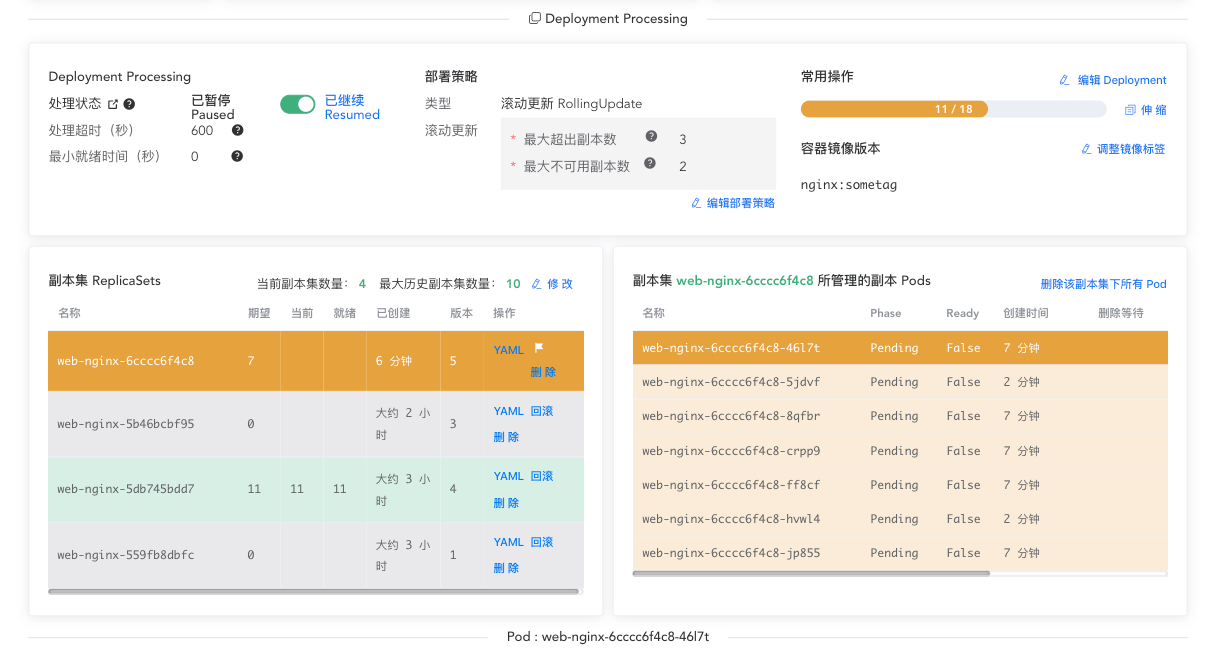 Deployment Processing
Deployment Processing
处理状态
已暂停
Paused
已继续
Resumed
处理超时（秒）
600
最小就绪时间（秒）
0
部署策略
类型
滚动更新 RollingUpdate
滚动更新
* 最大超出副本数 3
* 最大不可用副本数 2
编辑部署策略
常用操作
编辑 Deployment
11 / 18
伸 缩
容器镜像版本
调整镜像标签
nginx:sometag
副本集 ReplicaSets
当前副本集数量： 4 最大历史副本集数量： 10 修 改
名称 期望 当前 就绪 已创建 版本 操作
web-nginx-6cccc6f4c8 7 6 分钟 5 YAML
删 除
web-nginx-5b46bcbf95 0 大约 2 小时 3 YAML 回滚
删 除
web-nginx-5db745bdd7 11 11 11 大约 3 小时 4 YAML 回滚
删 除
web-nginx-559fb8dbfc 0 大约 3 小时 1 YAML 回滚
删 除
副本集 web-nginx-6cccc6f4c8 所管理的副本 Pods
删除该副本集下所有 Pod
名称 Phase Ready 创建时间 删除等待
web-nginx-6cccc6f4c8-46l7t Pending False 7 分钟
web-nginx-6cccc6f4c8-5jdvf Pending False 2 分钟
web-nginx-6cccc6f4c8-8qfbr Pending False 7 分钟
web-nginx-6cccc6f4c8-crpp9 Pending False 7 分钟
web-nginx-6cccc6f4c8-ff8cf Pending False 7 分钟
web-nginx-6cccc6f4c8-hvwl4 Pending False 2 分钟
web-nginx-6cccc6f4c8-jp855 Pending False 7 分钟
Pod : web-nginx-6cccc6f4c8-46l7t